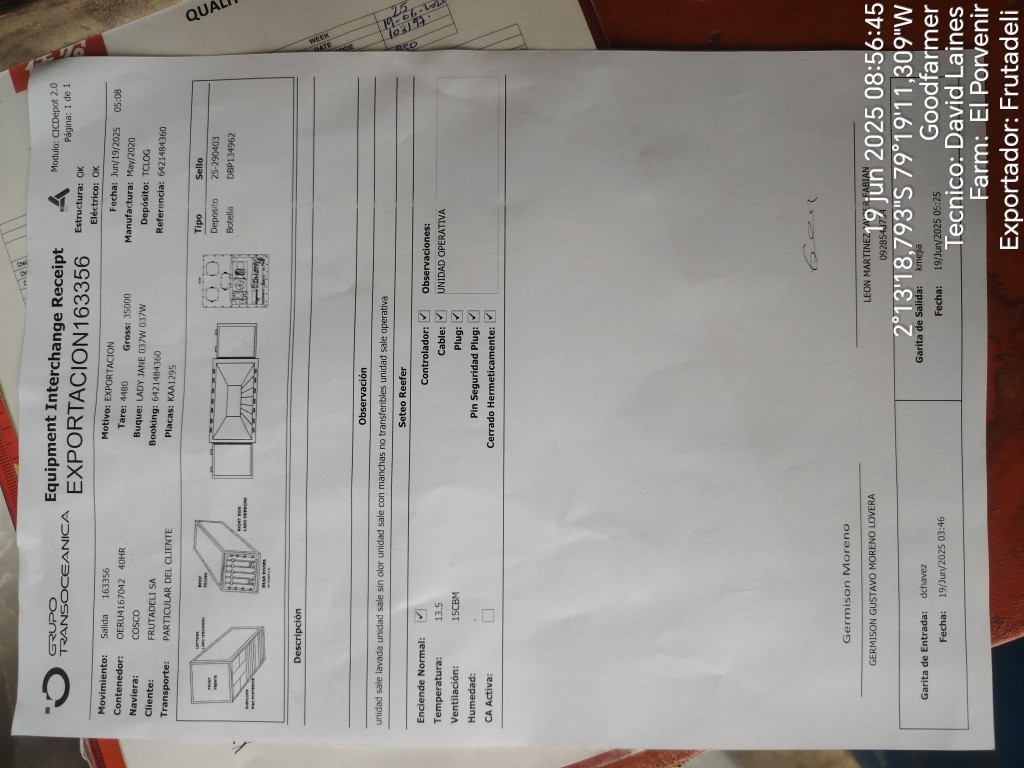 GRUPO
TRANSOCEANICA
Equipment Interchange Receipt
EXPORTACION163356
Modulo: CICDepot 2.0
Página: 1 de 1
Estructura: OK
Eléctrico: OK
Movimiento: Salida 163356
Contenedor: OERU4167042 40HR
Naviera: COSCO
Cliente: FRUTADELI SA
Transporte: PARTICULAR DEL CLIENTE
Motivo: EXPORTACION
Tare: 4480 Gross: 35000
Buque: LADY JANE 037W 037W
Booking: 6421484360
Placas: KAA1295
Fecha: Jun/19/2025 05:08
Manufactura: May/2020
Depósito: TCLOG
Referencia: 6421484360
FRONT
FRENTE
LADO IZQUIERDO
PISO POSTERIOR
ROOF
TECHO
RIGHT SIDE
LADO DERECHO
REAR DOORS
Tipo Sello
Deposito 25-290403
Botella DBP134962
Descripción
Observación
unidad sale lavada unidad sale sin olor unidad sale con manchas no transferibles unidad sale operativa
Seteo Reefer
Enciende Normal: ✔
Temperatura: 13.5
Ventilación: 15CBM
Humedad: .
CA Activa:
Controlador: ✔
Cable: ✔
Plug: ✔
Pin Seguridad Plug: ✔
Cerrado Hermeticamente: ✔
Observaciones:
UNIDAD OPERATIVA
Germison Moreno
GERMISON GUSTAVO MORENO LOVERA
LEON MARTINEZ JAVIER FABIAN
Garita de Entrada: dchavez
Fecha: 19/Jun/2025 03:46
Garita de Salida: kmejia
Fecha: 19/Jun/2025 05:25
QUALI
WEEK
DATE
19 jun 2025 08:56:45
2°13'18,793"S 79°19'11,309"W
Goodfarmer
Tecnico: David Laines
Farm: El Porvenir
Exportador: Frutadeli